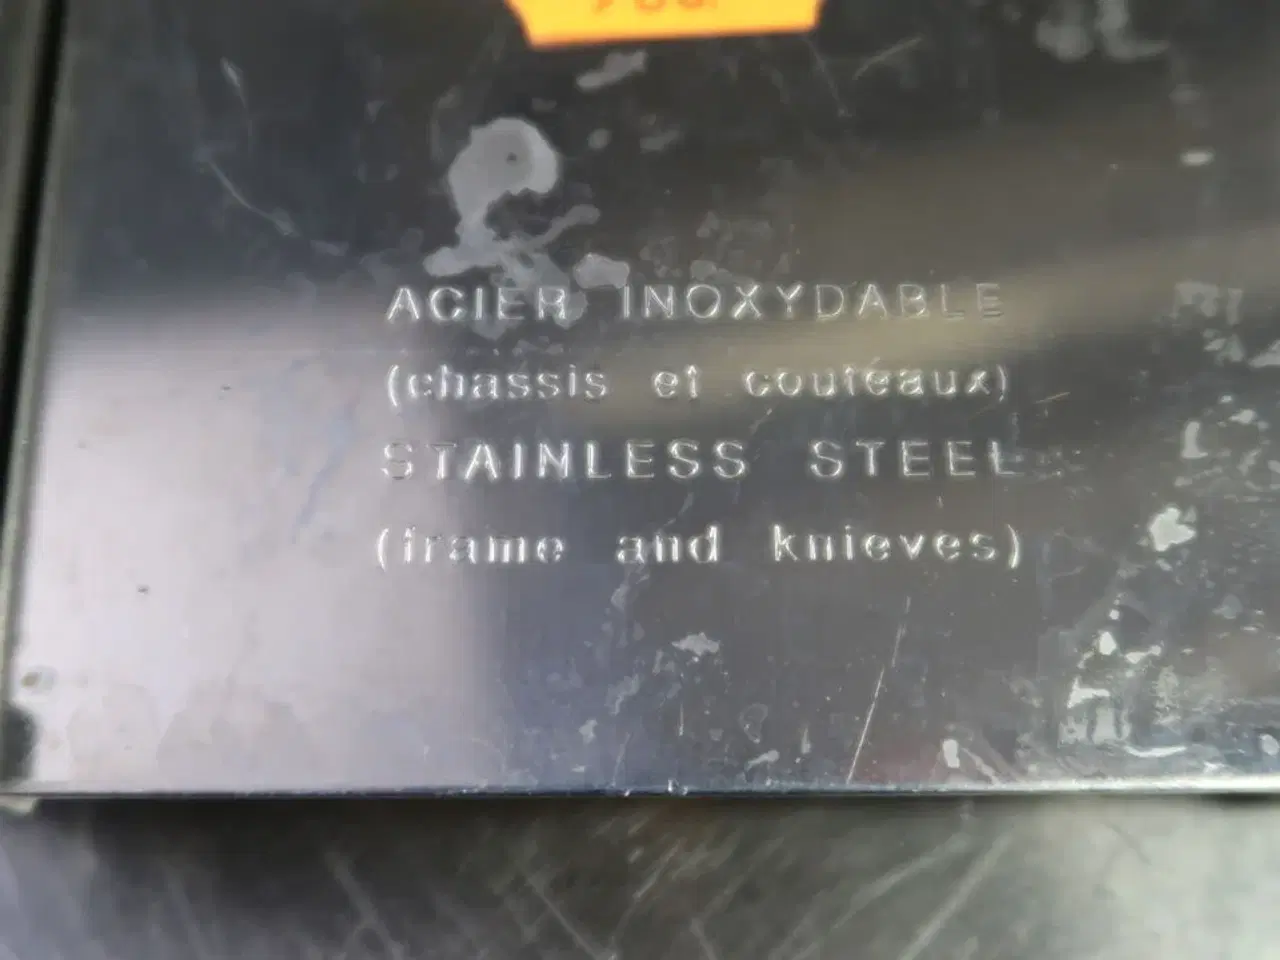 ACIER INOXYDABLE
(chassis et couteaux)
STAINLESS STEEL
(frame and knieves)